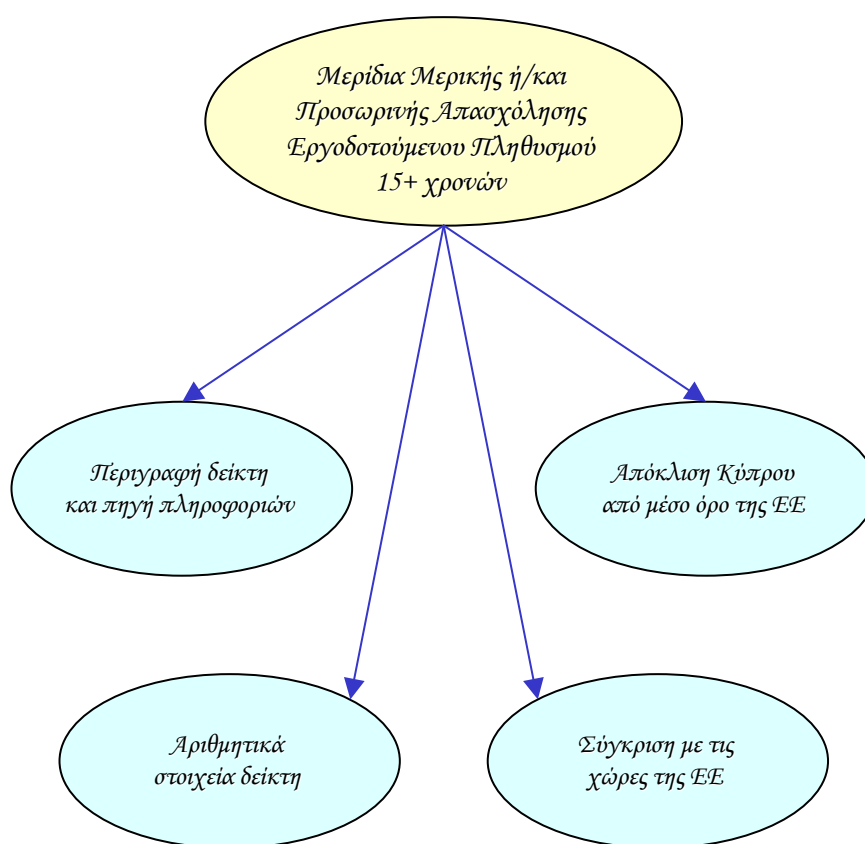 Μερίδια Μερικής ή/και
Προσωρινής Απασχόλησης
Εργοδοτούμενου Πληθυσμού
15+ χρονών
Περιγραφή δείκτη
και πηγή πληροφοριών
Απόκλιση Κύπρου
από μέσο όρο της ΕΕ
Αριθμητικά
στοιχεία δείκτη
Σύγκριση με τις
χώρες της ΕΕ